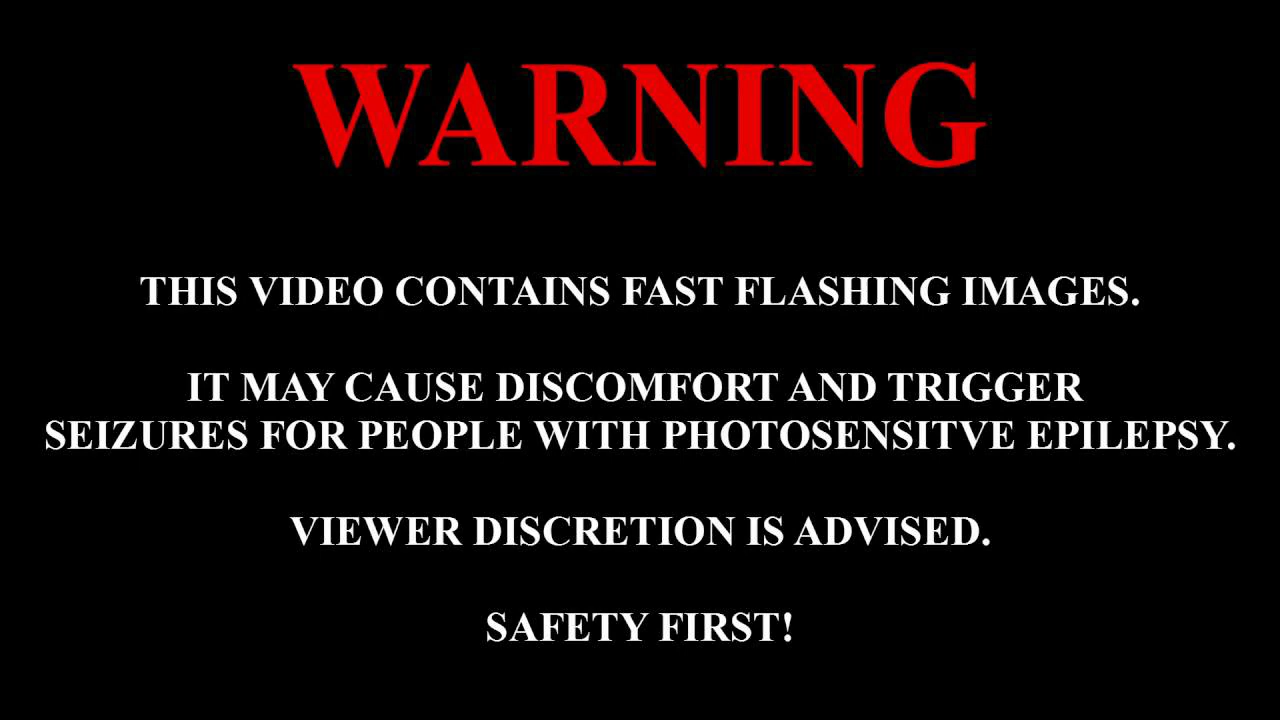 WARNING
THIS VIDEO CONTAINS FAST FLASHING IMAGES.
IT MAY CAUSE DISCOMFORT AND TRIGGER
SEIZURES FOR PEOPLE WITH PHOTOSENSITVE EPILEPSY.
VIEWER DISCRETION IS ADVISED.
SAFETY FIRST!